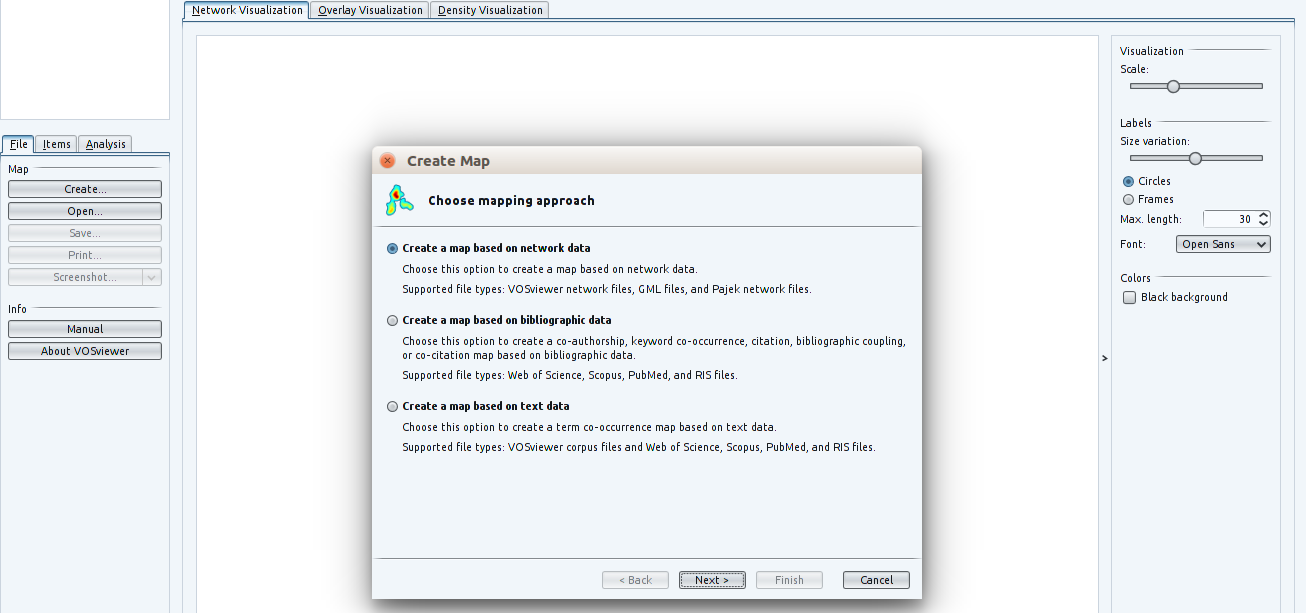 Network Visualization
Overlay Visualization
Density Visualization
File
Items
Analysis
Map
Create...
Open...
Save...
Print...
Screenshot...
Info
Manual
About VOSviewer
Create Map
Choose mapping approach
Create a map based on network data
Choose this option to create a map based on network data.
Supported file types: VOSviewer network files, GML files, and Pajek network files.
Create a map based on bibliographic data
Choose this option to create a co-authorship, keyword co-occurrence, citation, bibliographic coupling,
or co-citation map based on bibliographic data.
Supported file types: Web of Science, Scopus, PubMed, and RIS files.
Create a map based on text data
Choose this option to create a term co-occurrence map based on text data.
Supported file types: VOSviewer corpus files and Web of Science, Scopus, PubMed, and RIS files.
< Back
Next >
Finish
Cancel
>
Visualization
Scale:
Labels
Size variation:
Circles
Frames
Max. length: 30
Font: Open Sans
Colors
Black background